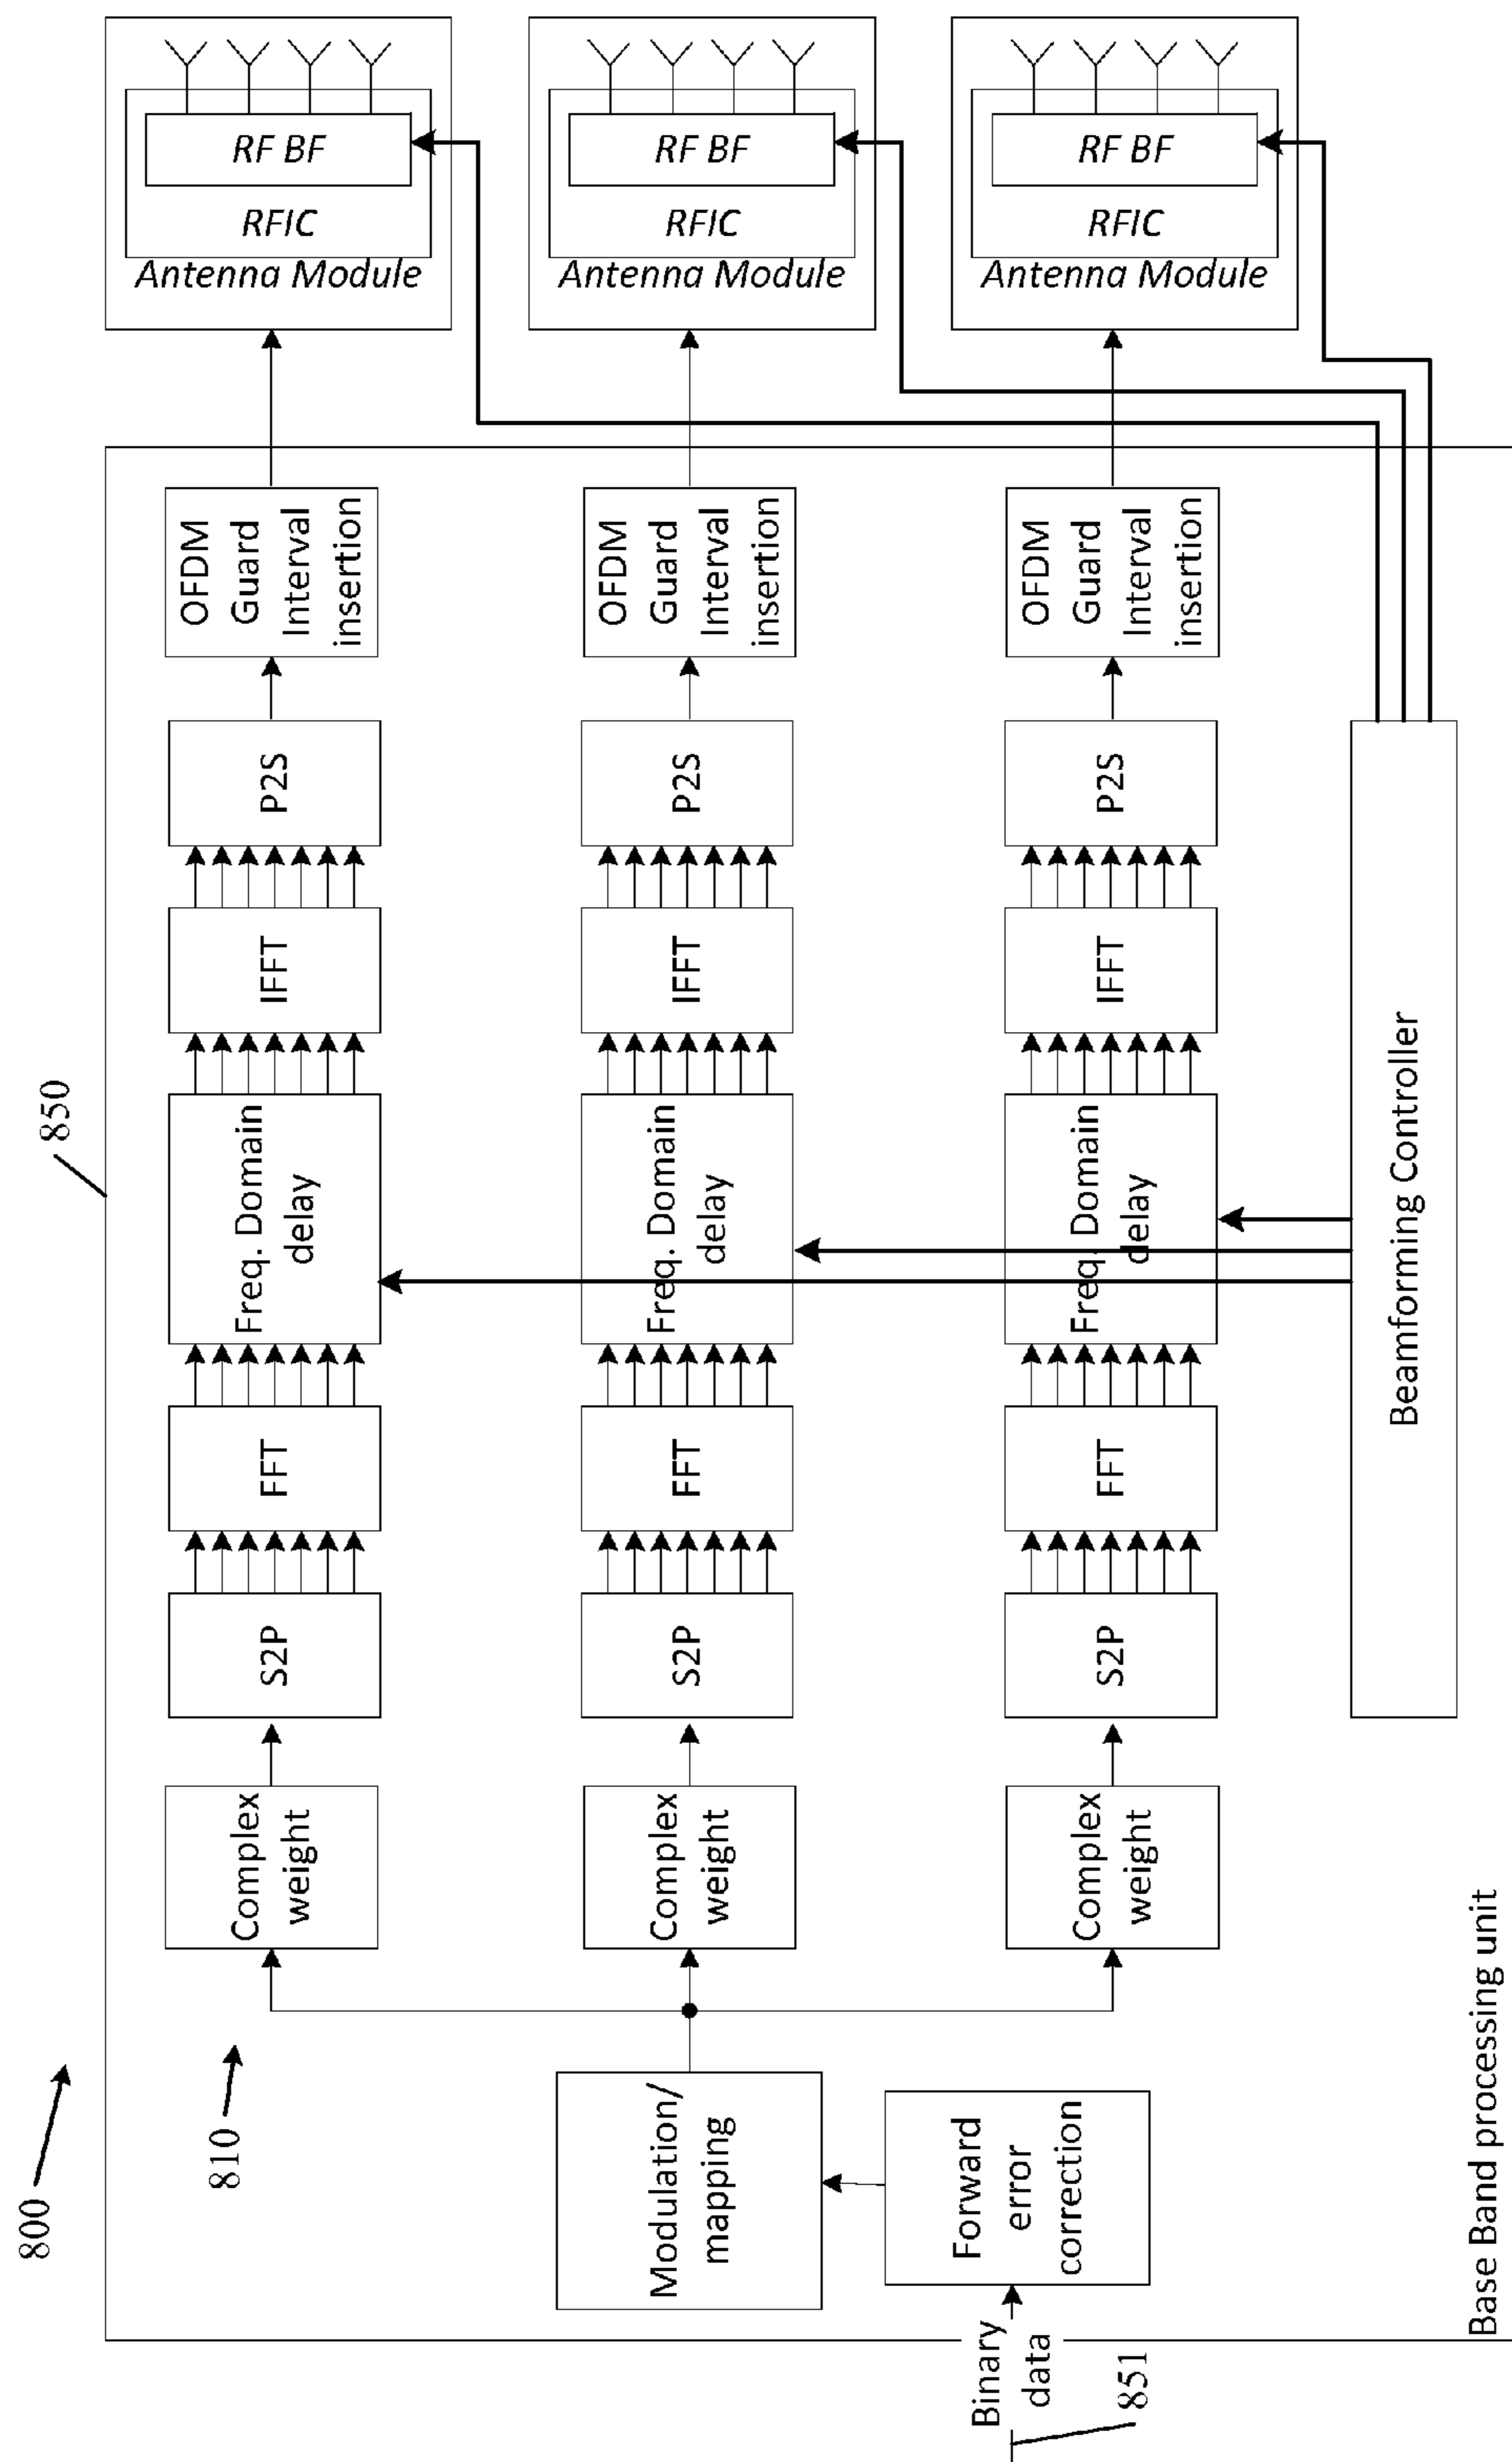 800
810
850
851
Binary
data
Forward
error
correction
Modulation/
mapping
Complex
weight
S2P
FFT
Freq. Domain
delay
IFFT
P2S
OFDM
Guard
Interval
insertion
RF BF
RFIC
Antenna Module
Complex
weight
S2P
FFT
Freq. Domain
delay
IFFT
P2S
OFDM
Guard
Interval
insertion
RF BF
RFIC
Antenna Module
Complex
weight
S2P
FFT
Freq. Domain
delay
IFFT
P2S
OFDM
Guard
Interval
insertion
RF BF
RFIC
Antenna Module
Beamforming Controller
Base Band processing unit